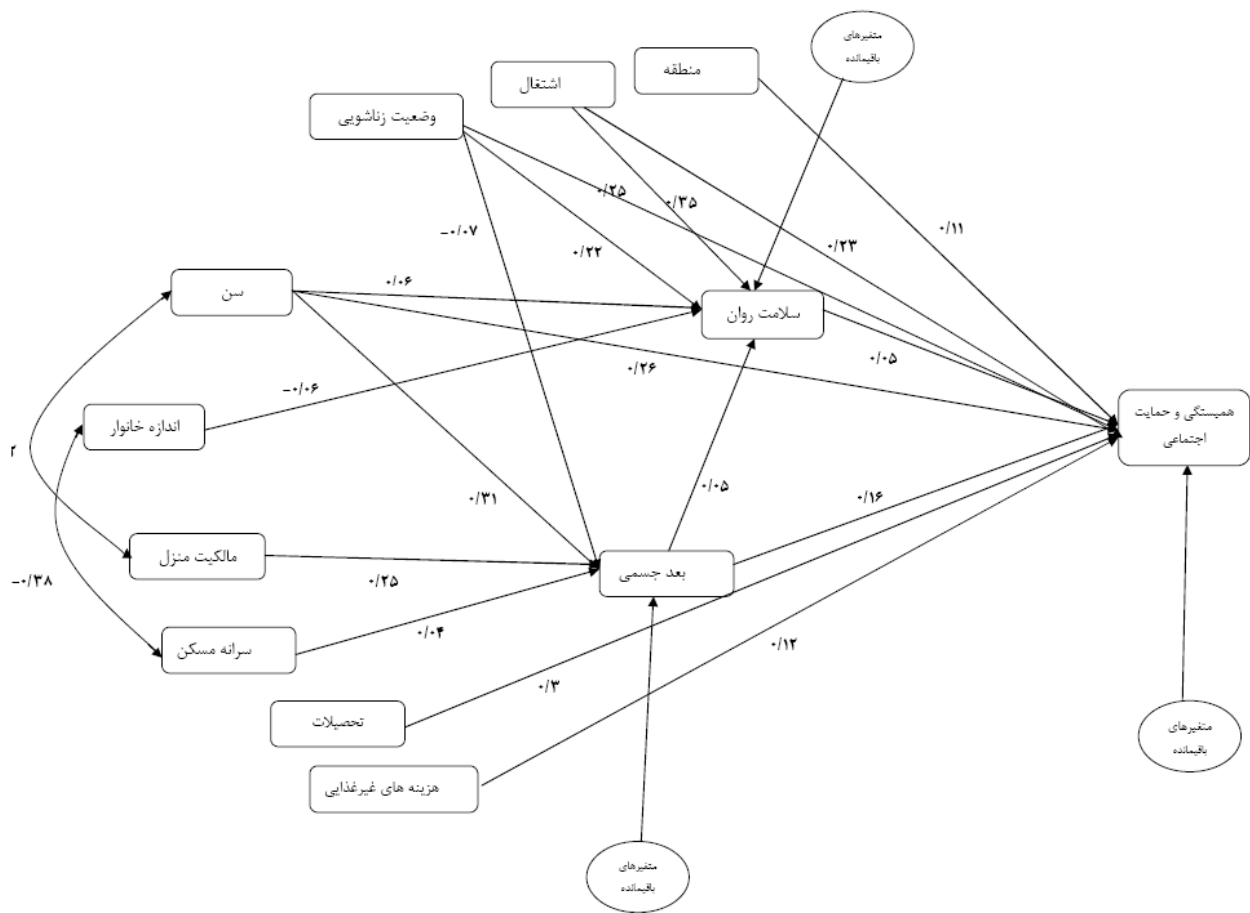 متغیرهای
باقیمانده
منطقه
اشتغال
وضعیت زناشویی
۰/۲۵
۰/۳۵
۰/۱۱
۰/۲۳
-۰/۰۷
۰/۲۲
سن
۰/۰۶
سلامت روان
۰/۰۵
۰/۲۶
-۰/۰۶
همبستگی و حمایت
اجتماعی
اندازه خانوار
۲
۰/۳۱
۰/۰۵
۰/۱۶
مالکیت منزل
۰/۲۵
بعد جسمی
-۰/۳۸
سرانه مسکن
۰/۰۴
۰/۱۲
۰/۳
تحصیلات
متغیرهای
باقیمانده
هزینه های غیرغذایی
متغیرهای
باقیمانده